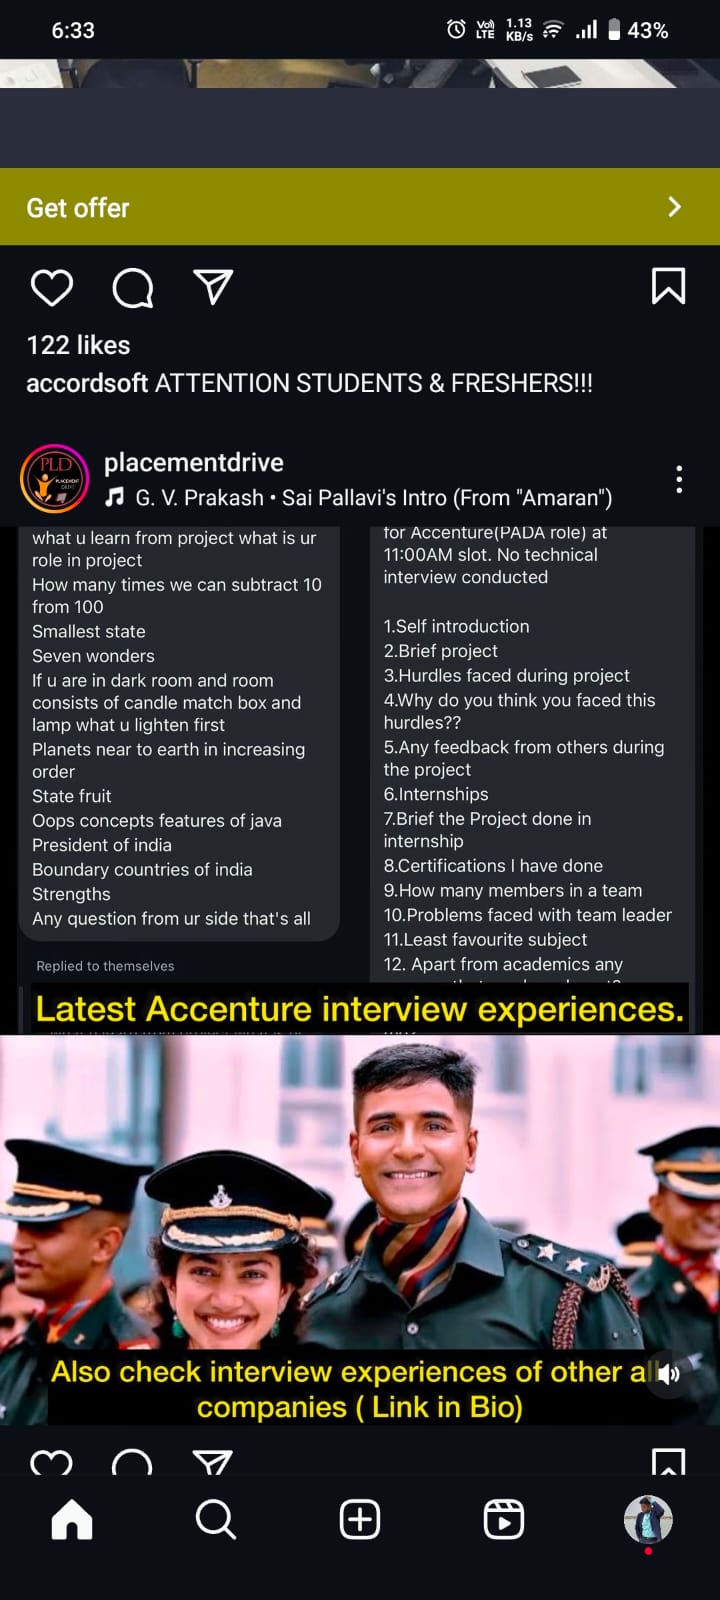 6:33
Vo) LTE 1.13 KB/s 43%
Get offer
122 likes
accordsoft ATTENTION STUDENTS & FRESHERS!!!
PLD
PLACEMENT
DRIVE
placementdrive
G. V. Prakash • Sai Pallavi's Intro (From "Amaran")
what u learn from project what is ur
role in project
How many times we can subtract 10
from 100
Smallest state
Seven wonders
If u are in dark room and room
consists of candle match box and
lamp what u lighten first
Planets near to earth in increasing
order
State fruit
Oops concepts features of java
President of india
Boundary countries of india
Strengths
Any question from ur side that's all
Replied to themselves
for Accenture(PADA role) at
11:00AM slot. No technical
interview conducted
1.Self introduction
2.Brief project
3.Hurdles faced during project
4.Why do you think you faced this
hurdles??
5.Any feedback from others during
the project
6.Internships
7.Brief the Project done in
internship
8.Certifications I have done
9.How many members in a team
10.Problems faced with team leader
11.Least favourite subject
12. Apart from academics any
Latest Accenture interview experiences.
Also check interview experiences of other all
companies ( Link in Bio)